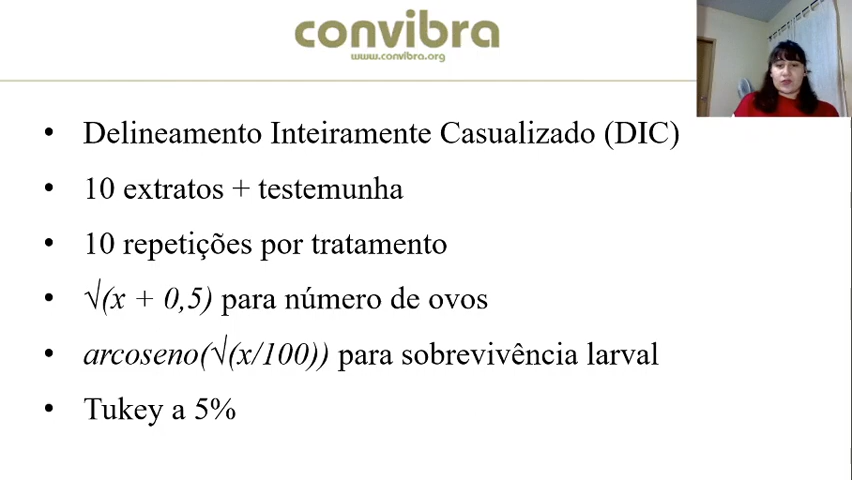 convibra
www.convibra.org
• Delineamento Inteiramente Casualizado (DIC)
• 10 extratos + testemunha
• 10 repetições por tratamento
• √(x + 0,5) para número de ovos
• arcoseno(√(x/100)) para sobrevivência larval
• Tukey a 5%